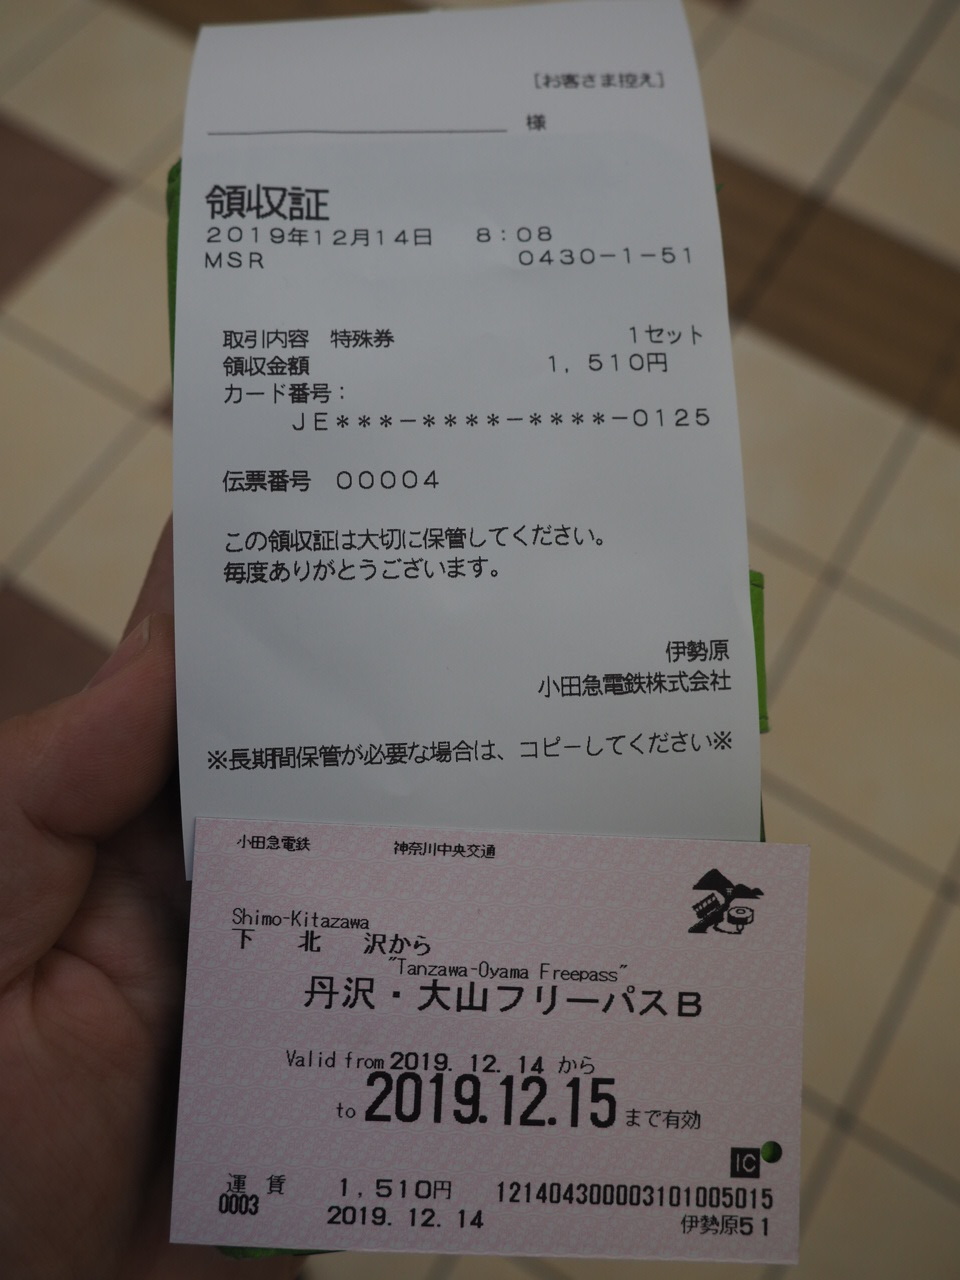 [お客さま控え]
様
領収証
2019年12月14日 8:08
MSR 0430-1-51
取引内容 特殊券 1セット
領収金額 1,510円
カード番号:
JE***-****-****-0125
伝票番号 00004
この領収証は大切に保管してください。
毎度ありがとうございます。
伊勢原
小田急電鉄株式会社
※長期間保管が必要な場合は、コピーしてください※
小田急電鉄 神奈川中央交通
Shimo-Kitazawa
下北沢から
"Tanzawa-Oyama Freepass"
丹沢・大山フリーパスB
Valid from 2019.12.14 から
to 2019.12.15 まで有効
IC
運賃 1,510円 12140430000310100501​5
0003 2019.12.14 伊勢原51